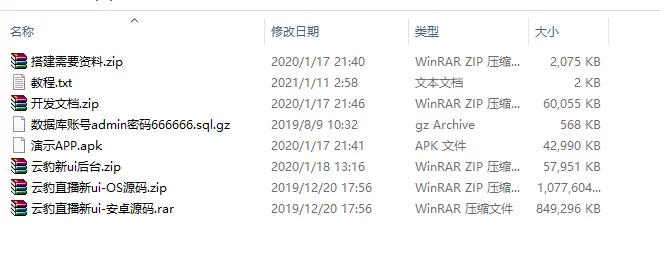 名称 修改日期 类型 大小
搭建需要资料.zip 2020/1/17 21:40 WinRAR ZIP 压缩... 2,075 KB
教程.txt 2021/1/11 2:58 文本文档 2 KB
开发文档.zip 2020/1/17 21:46 WinRAR ZIP 压缩... 60,055 KB
数据库账号admin密码666666.sql.gz 2019/8/9 10:32 gz Archive 568 KB
演示APP.apk 2020/1/17 21:41 APK 文件 42,990 KB
云豹新ui后台.zip 2020/1/18 13:16 WinRAR ZIP 压缩... 57,951 KB
云豹直播新ui-OS源码.zip 2019/12/20 17:56 WinRAR ZIP 压缩... 1,077,604...
云豹直播新ui-安卓源码.rar 2019/12/20 17:56 WinRAR 压缩文件 849,296 KB